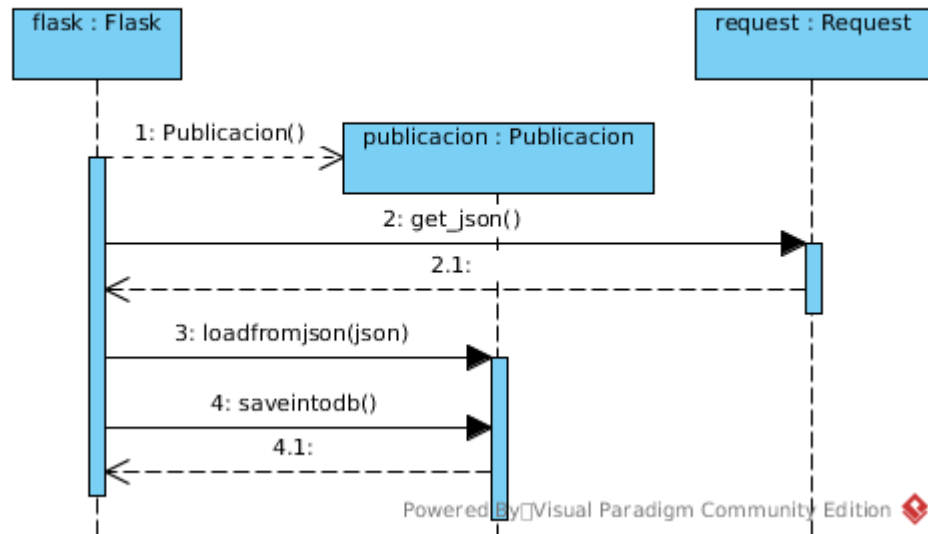 flask : Flask
request : Request
1: Publicacion()
publicacion : Publicacion
2: get_json()
2.1:
3: loadfromjson(json)
4: saveintodb()
4.1:
Powered By□Visual Paradigm Community Edition